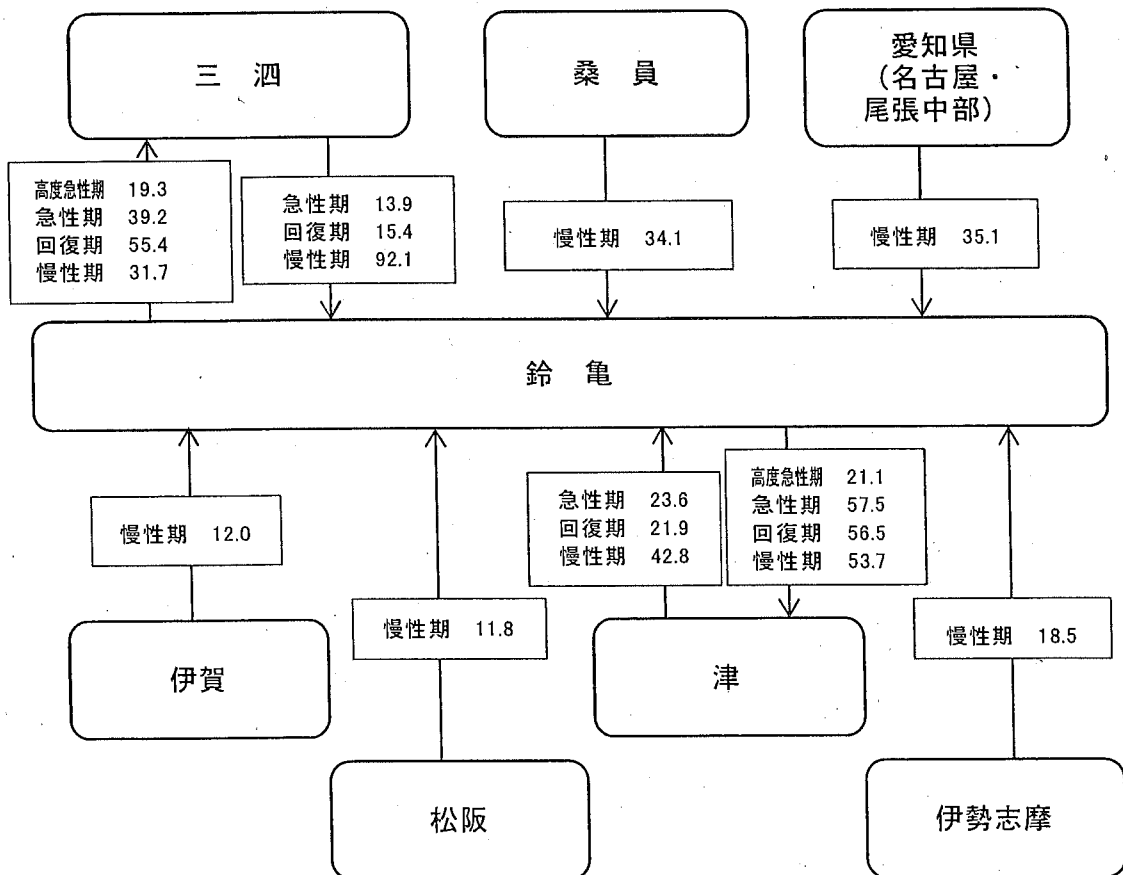 三 泗
桑 員
愛知県
（名古屋・
尾張中部）
高度急性期 19.3
急性期 39.2
回復期 55.4
慢性期 31.7
急性期 13.9
回復期 15.4
慢性期 92.1
慢性期 34.1
慢性期 35.1
鈴 亀
慢性期 12.0
慢性期 11.8
急性期 23.6
回復期 21.9
慢性期 42.8
高度急性期 21.1
急性期 57.5
回復期 56.5
慢性期 53.7
慢性期 18.5
伊賀
津
松阪
伊勢志摩